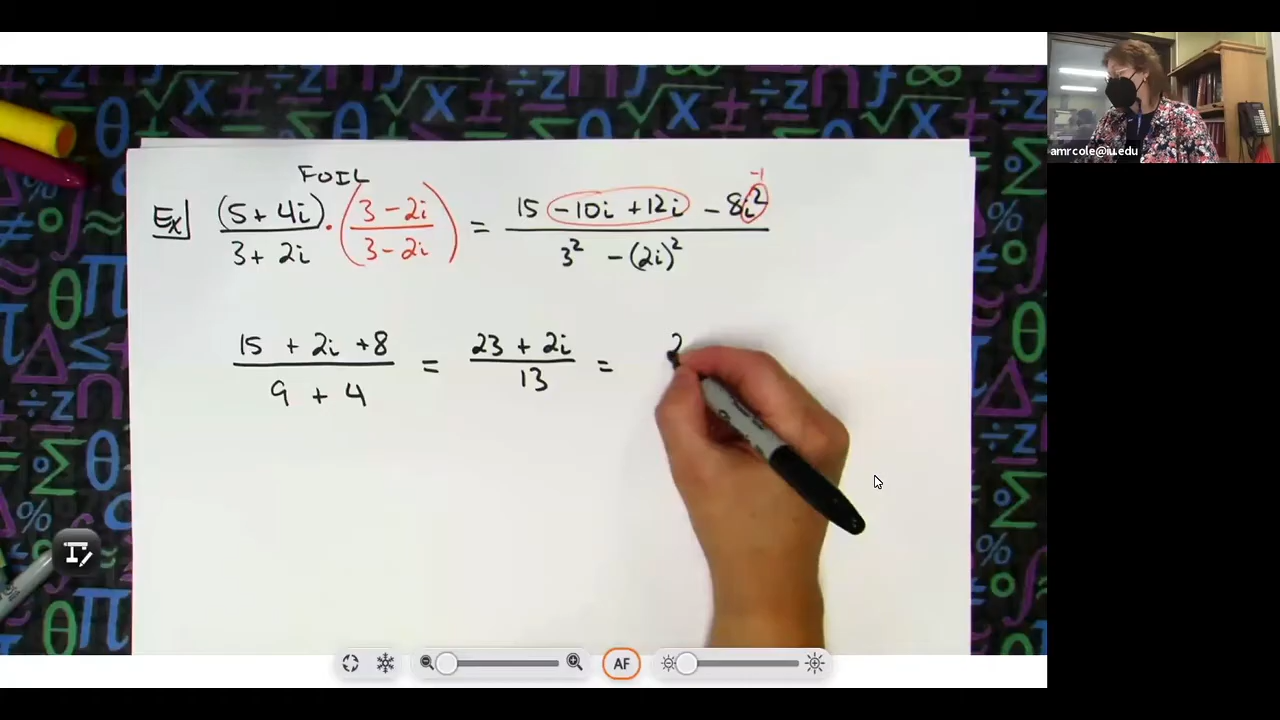 FOIL
Ex| (5 + 4i)/(3 + 2i) · ((3 - 2i)/(3 - 2i)) = (15 - 10i + 12i - 8i²)/(3² - (2i)²)
-1
(15 + 2i + 8)/(9 + 4) = (23 + 2i)/13 = 2
amrcole@iu.edu
AF